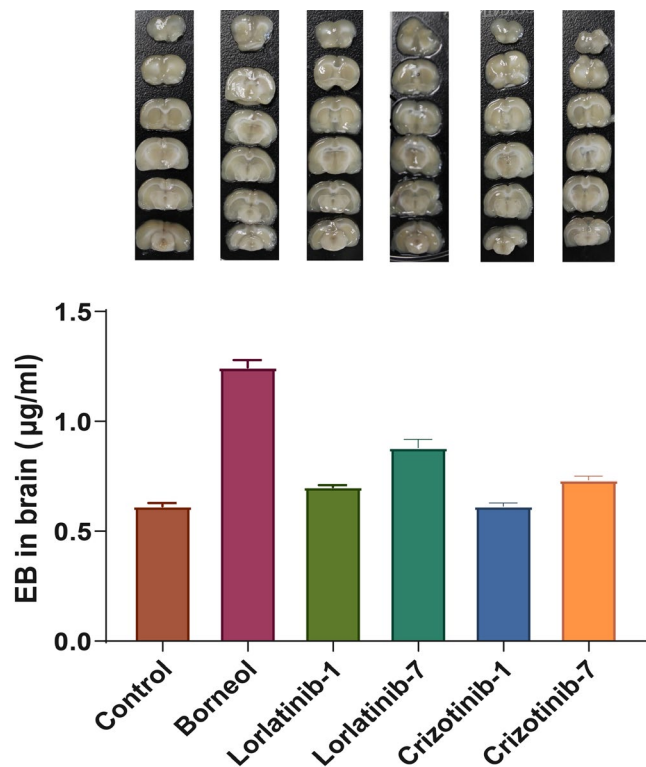 EB in brain ( µg/ml)
1.5
1.0
0.5
0.0
Control
Borneol
Lorlatinib-1
Lorlatinib-7
Crizotinib-1
Crizotinib-7